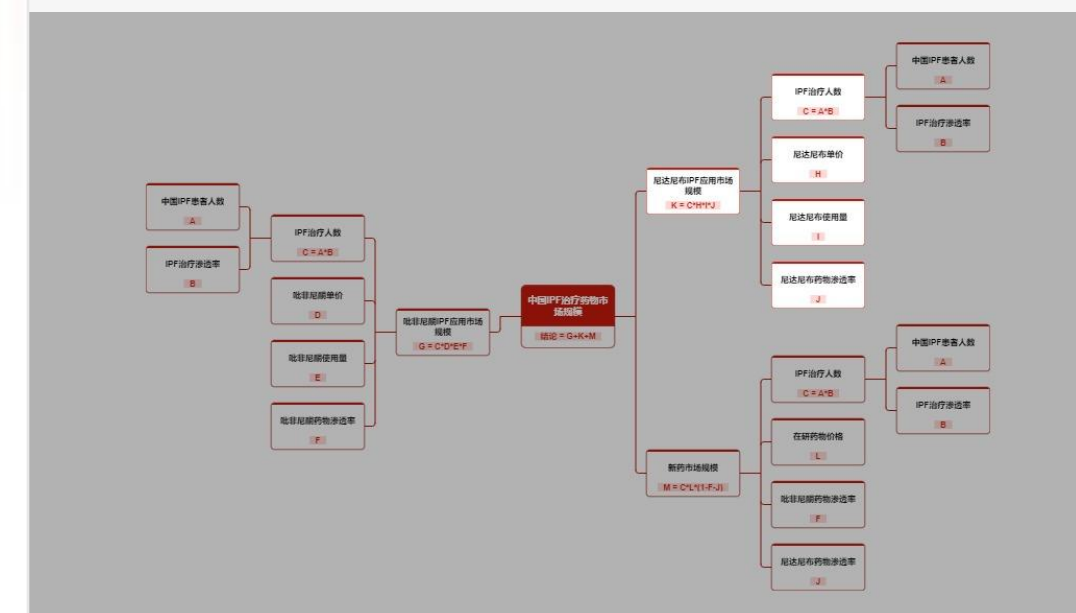 中国IPF患者人数
A
IPF治疗渗透率
B
IPF治疗人数
C = A*B
吡非尼酮单价
D
吡非尼酮使用量
E
吡非尼酮药物渗透率
F
吡非尼酮IPF应用市场
规模
G = C*D*E*F
中国IPF治疗药物市
场规模
结论 = G+K+M
尼达尼布IPF应用市场
规模
K = C*H*I*J
IPF治疗人数
C = A*B
中国IPF患者人数
A
IPF治疗渗透率
B
尼达尼布单价
H
尼达尼布使用量
I
尼达尼布药物渗透率
J
新药市场规模
M = C*L*(1-F-J)
IPF治疗人数
C = A*B
中国IPF患者人数
A
IPF治疗渗透率
B
在研药物价格
L
吡非尼酮药物渗透率
F
尼达尼布药物渗透率
J